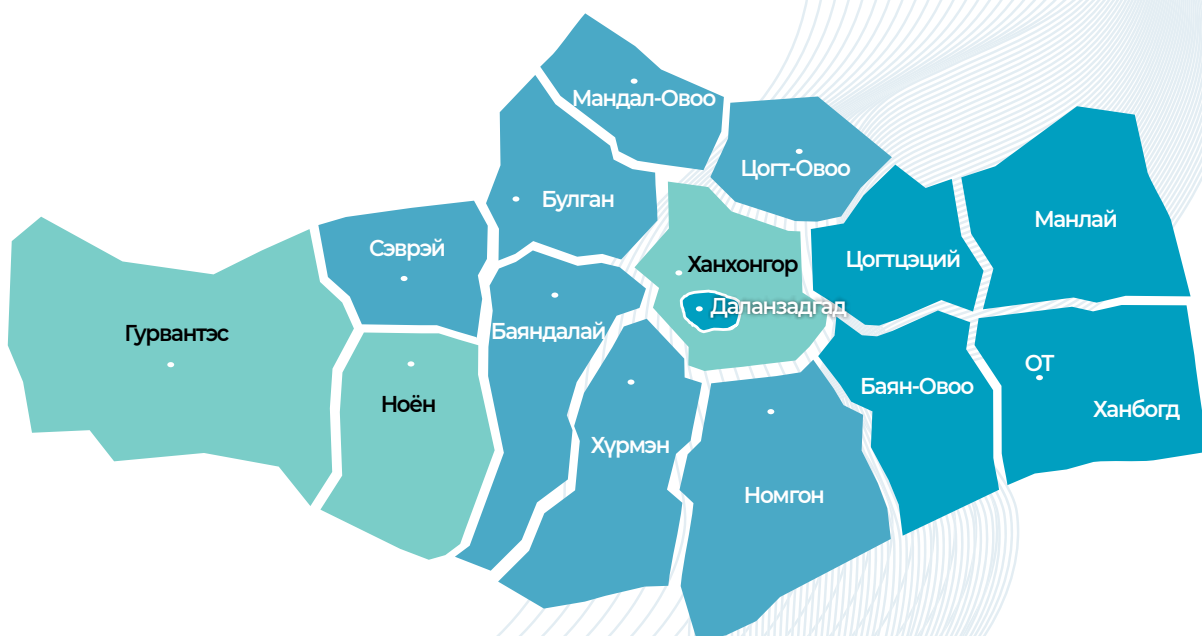 Мандал-Овоо
Цогт-Овоо
Булган
Манлай
Сэврэй
Цогтцэций
Ханхонгор
Даланзадгад
Гурвантэс
Баяндалай
ОТ
Баян-Овоо
Ноён
Ханбогд
Хүрмэн
Номгон